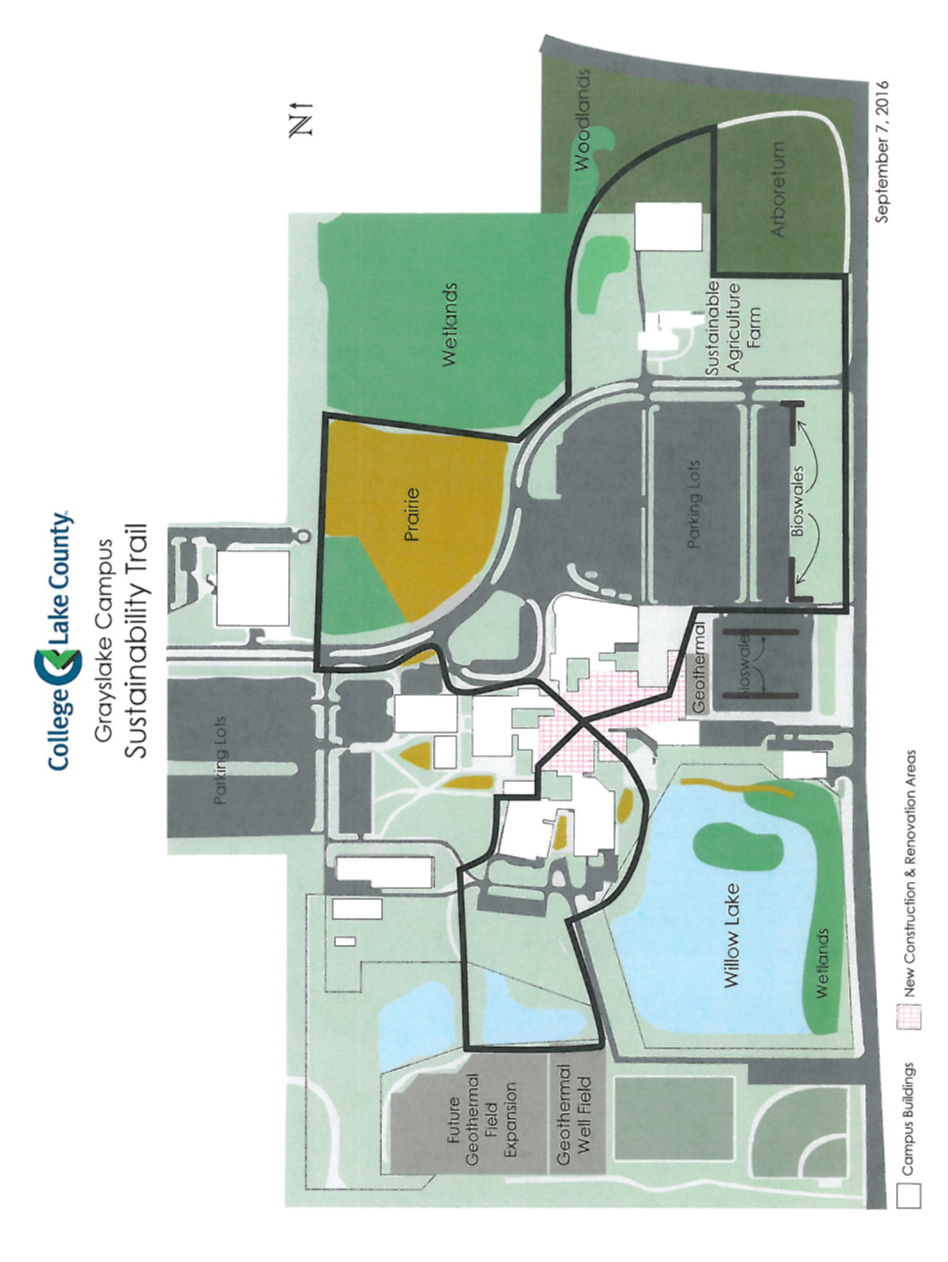 College Lake County
Grayslake Campus
Sustainability Trail
N
Parking Lots
Prairie
Wetlands
Woodlands
Arboretum
Sustainable
Agriculture
Farm
Parking Lots
Bioswales
Geothermal
Bioswales
Willow Lake
Wetlands
Future
Geothermal
Field
Expansion
Geothermal
Well Field
Campus Buildings
New Construction & Renovation Areas
September 7, 2016